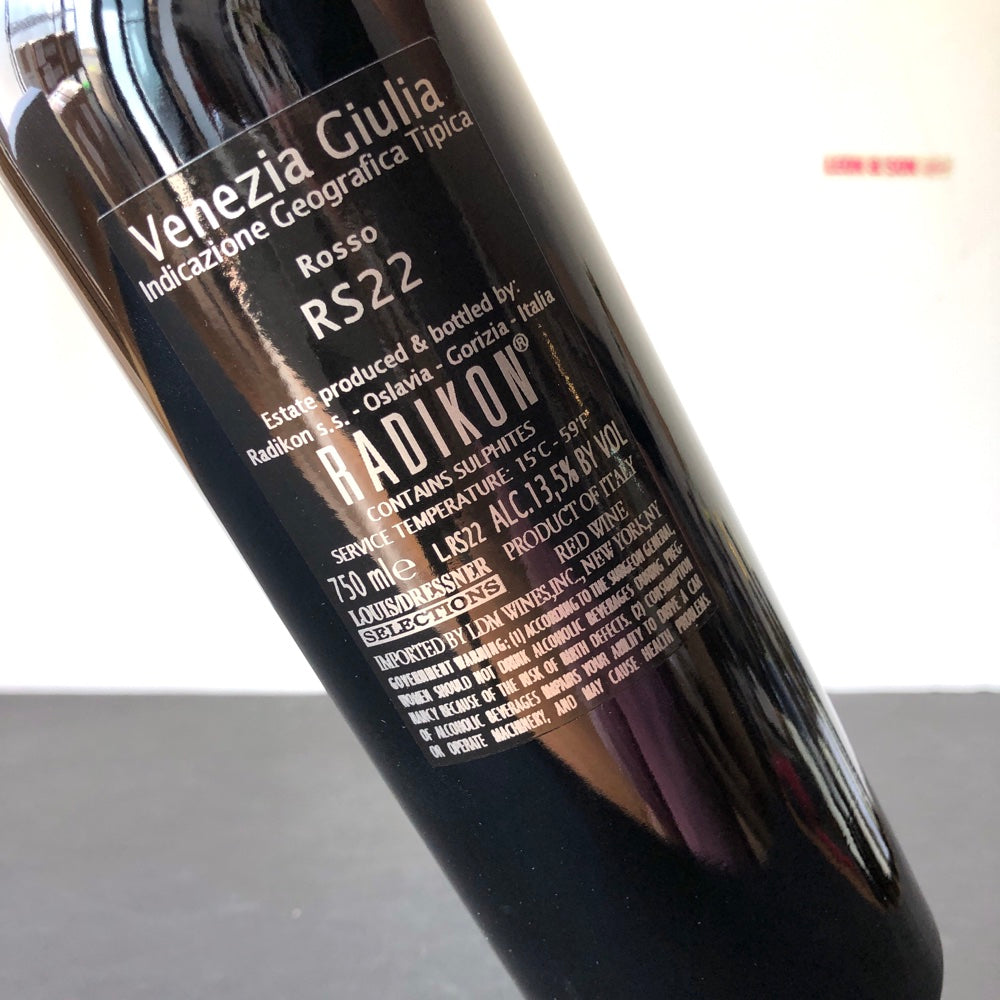 Venezia Giulia
Indicazione Geografica Tipica
Rosso
RS22
Estate produced & bottled by:
Radikon s.s. - Oslavia - Gorizia - Italia
RADIKON®
CONTAINS SULPHITES
SERVICE TEMPERATURE: 15°C - 59°F
750 ml e L.RS22 ALC.13,5% BY VOL
LOUIS/DRESSNER PRODUCT OF ITALY
SELECTIONS RED WINE
IMPORTED BY LDM WINES,INC., NEW YORK,NY
GOVERNMENT WARNING: (1) ACCORDING TO THE SURGEON GENERAL,
WOMEN SHOULD NOT DRINK ALCOHOLIC BEVERAGES DURING PREG-
NANCY BECAUSE OF THE RISK OF BIRTH DEFECTS. (2) CONSUMPTION
OF ALCOHOLIC BEVERAGES IMPAIRS YOUR ABILITY TO DRIVE A CAR
OR OPERATE MACHINERY, AND MAY CAUSE HEALTH PROBLEMS.
LEON & SON